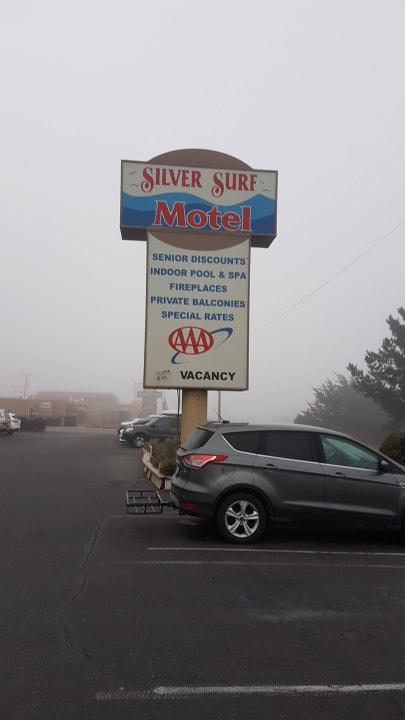 SILVER SURF
Motel
SENIOR DISCOUNTS
INDOOR POOL & SPA
FIREPLACES
PRIVATE BALCONIES
SPECIAL RATES
AAA
VACANCY